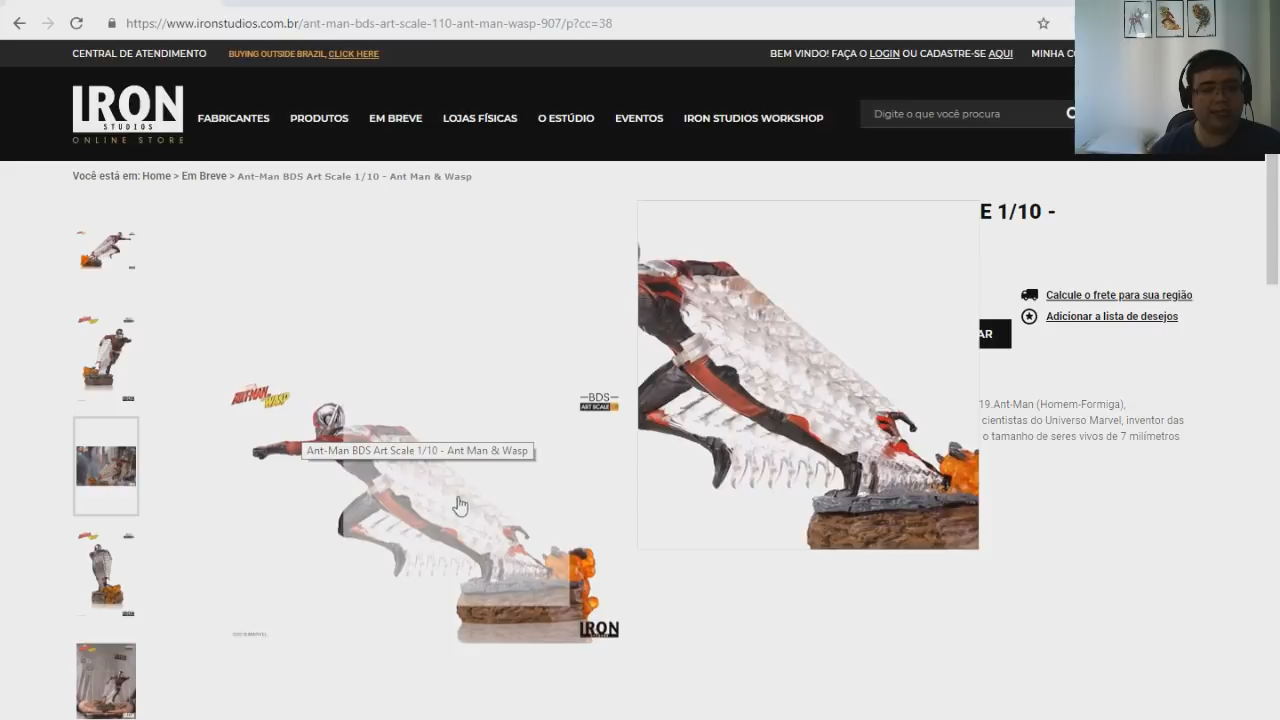 https://www.ironstudios.com.br/ant-man-bds-art-scale-110-ant-man-wasp-907/p?cc=38
CENTRAL DE ATENDIMENTO
BUYING OUTSIDE BRAZIL, CLICK HERE
BEM VINDO! FAÇA O LOGIN OU CADASTRE-SE AQUI
MINHA CO
IRON
STUDIOS
ONLINE STORE
FABRICANTES
PRODUTOS
EM BREVE
LOJAS FÍSICAS
O ESTÚDIO
EVENTOS
IRON STUDIOS WORKSHOP
Digite o que você procura
Você está em: Home > Em Breve > Ant-Man BDS Art Scale 1/10 - Ant Man & Wasp
E 1/10 -
Calcule o frete para sua região
Adicionar a lista de desejos
AR
19.Ant-Man (Homem-Formiga),
cientistas do Universo Marvel, inventor das
o tamanho de seres vivos de 7 milímetros
ANT-MAN
WASP
BDS
ART SCALE
Ant-Man BDS Art Scale 1/10 - Ant Man & Wasp
IRON